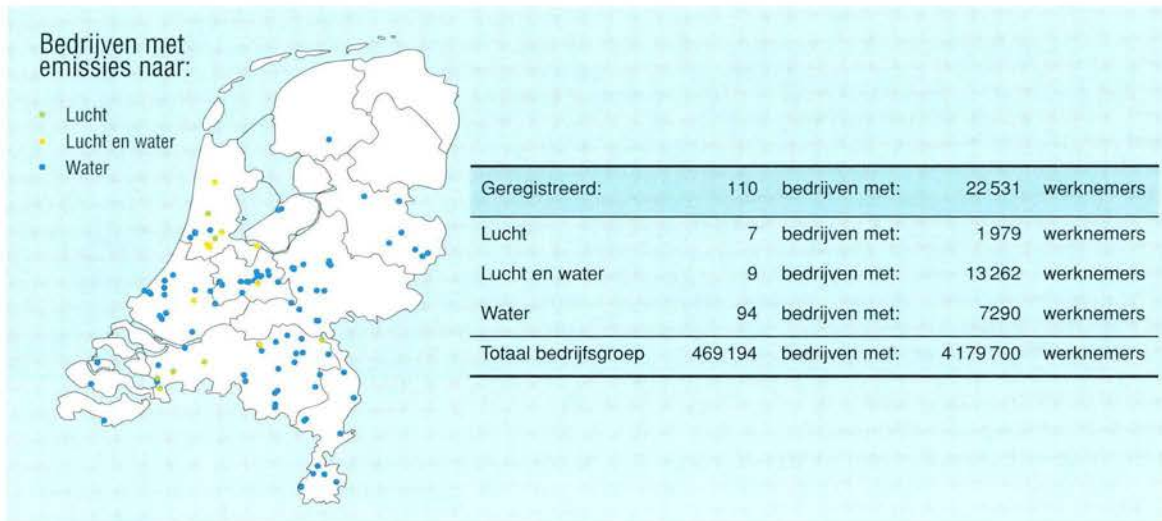 Bedrijven met
emissies naar:
Lucht
Lucht en water
Water
Geregistreerd: 110 bedrijven met: 22 531 werknemers
Lucht 7 bedrijven met: 1 979 werknemers
Lucht en water 9 bedrijven met: 13 262 werknemers
Water 94 bedrijven met: 7290 werknemers
Totaal bedrijfsgroep 469 194 bedrijven met: 4 179 700 werknemers